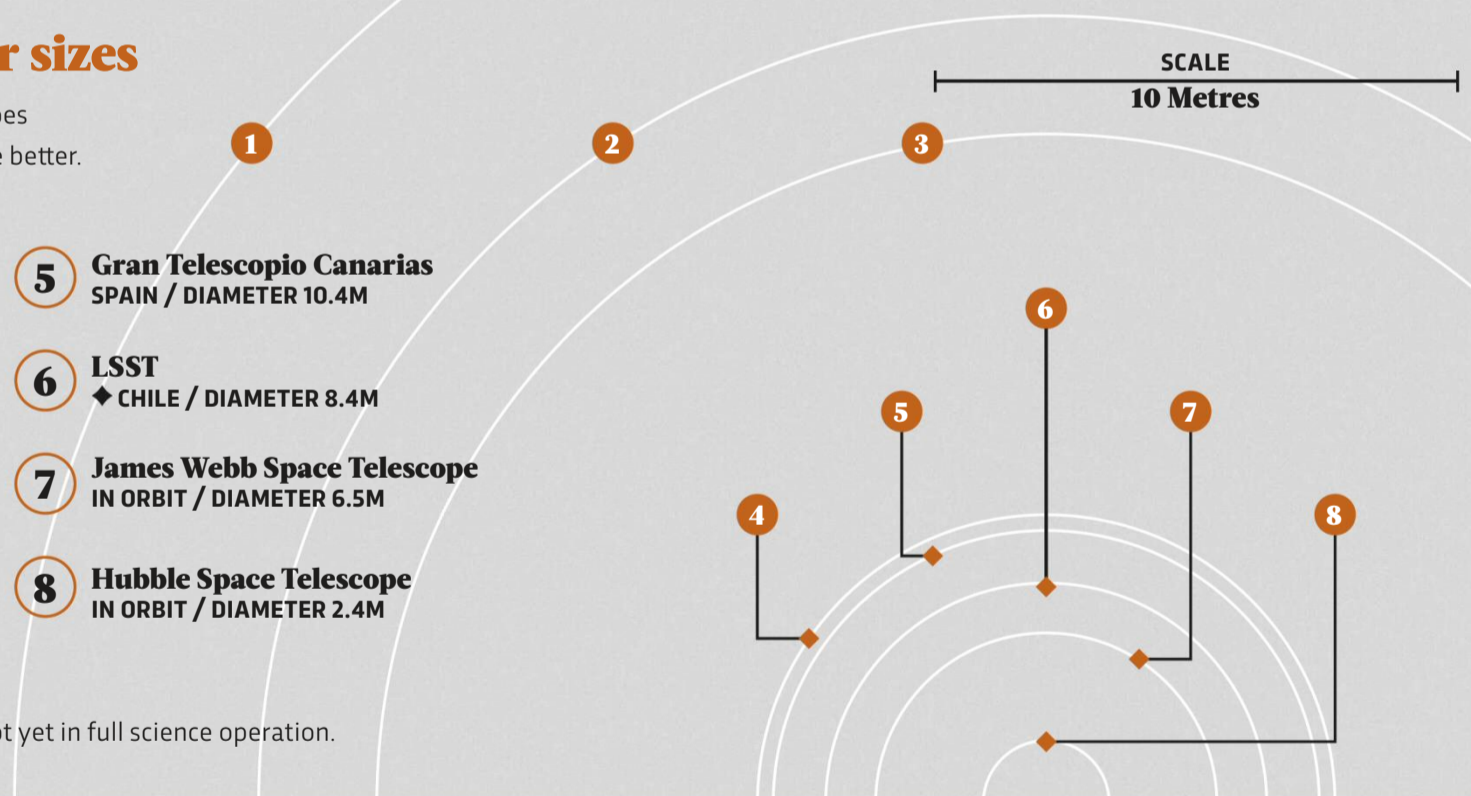 r sizes
better.
SCALE
10 Metres
1
2
3
5
Gran Telescopio Canarias
SPAIN / DIAMETER 10.4M
6
LSST
◆ CHILE / DIAMETER 8.4M
7
James Webb Space Telescope
IN ORBIT / DIAMETER 6.5M
8
Hubble Space Telescope
IN ORBIT / DIAMETER 2.4M
yet in full science operation.
6
5
7
4
8